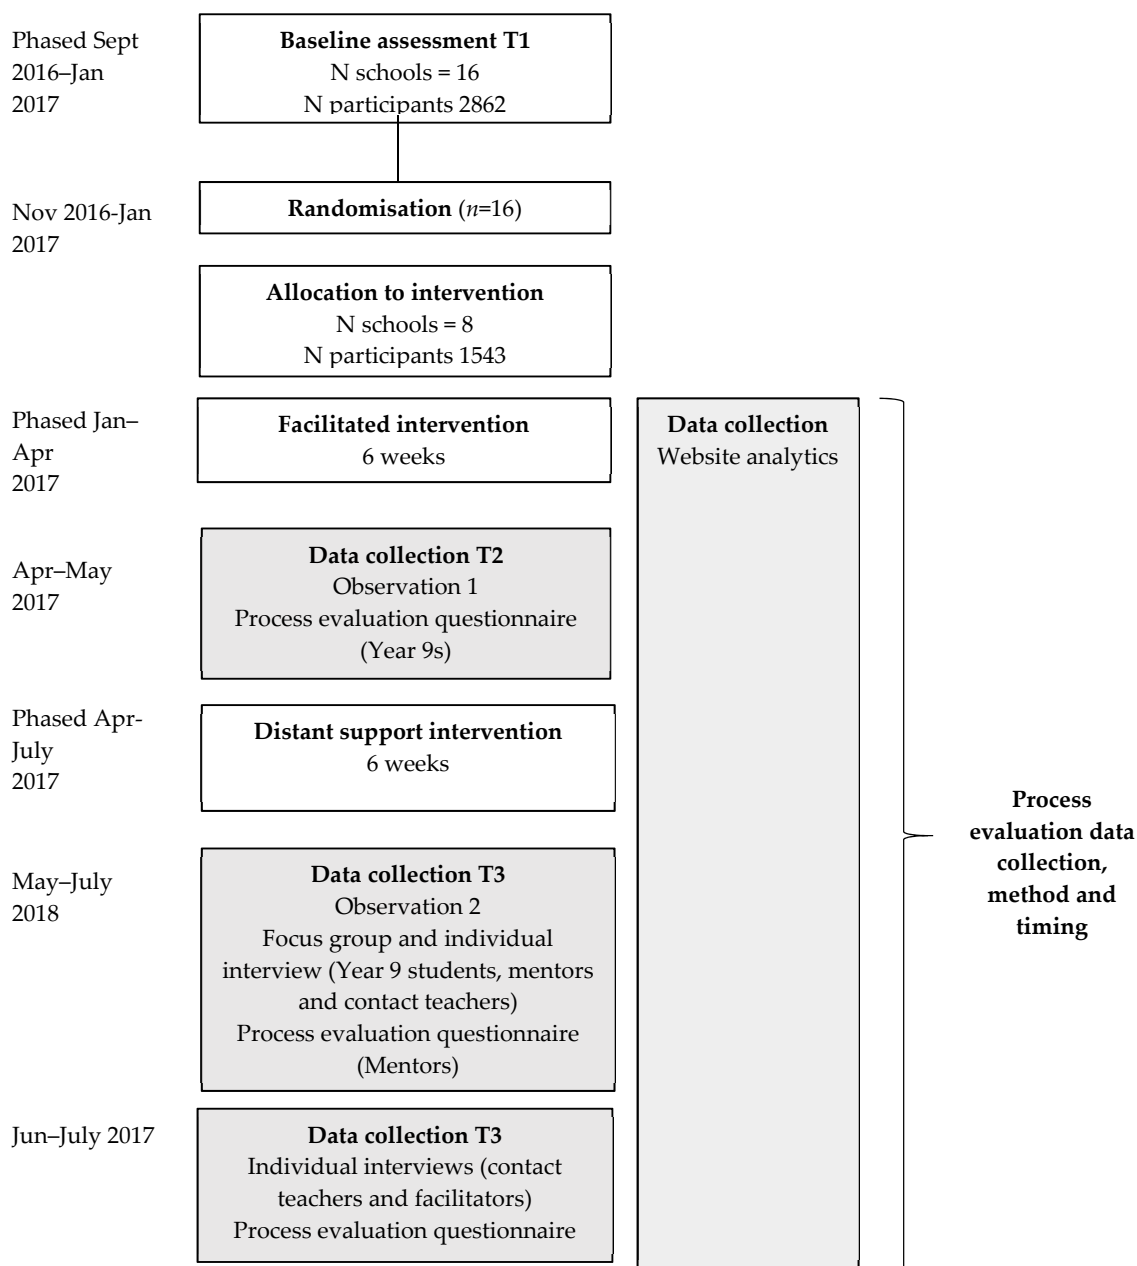 Phased Sept
2016–Jan
2017
Baseline assessment T1
N schools = 16
N participants 2862
Nov 2016-Jan
2017
Randomisation (n=16)
Allocation to intervention
N schools = 8
N participants 1543
Phased Jan–
Apr
2017
Facilitated intervention
6 weeks
Data collection
Website analytics
Apr–May
2017
Data collection T2
Observation 1
Process evaluation questionnaire
(Year 9s)
Phased Apr-
July
2017
Distant support intervention
6 weeks
Process
evaluation data
collection,
method and
timing
May–July
2018
Data collection T3
Observation 2
Focus group and individual
interview (Year 9 students, mentors
and contact teachers)
Process evaluation questionnaire
(Mentors)
Jun–July 2017
Data collection T3
Individual interviews (contact
teachers and facilitators)
Process evaluation questionnaire